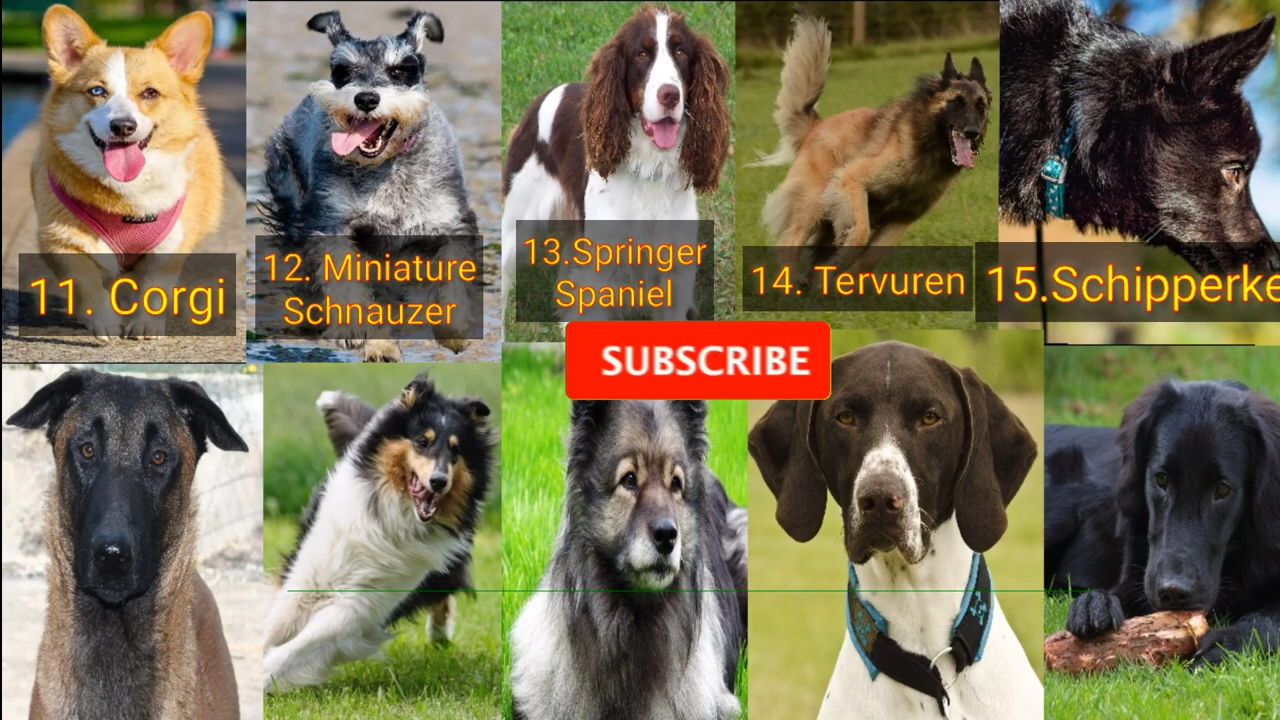 11. Corgi
12. Miniature
Schnauzer
13.Springer
Spaniel
14. Tervuren
15.Schipperke
SUBSCRIBE